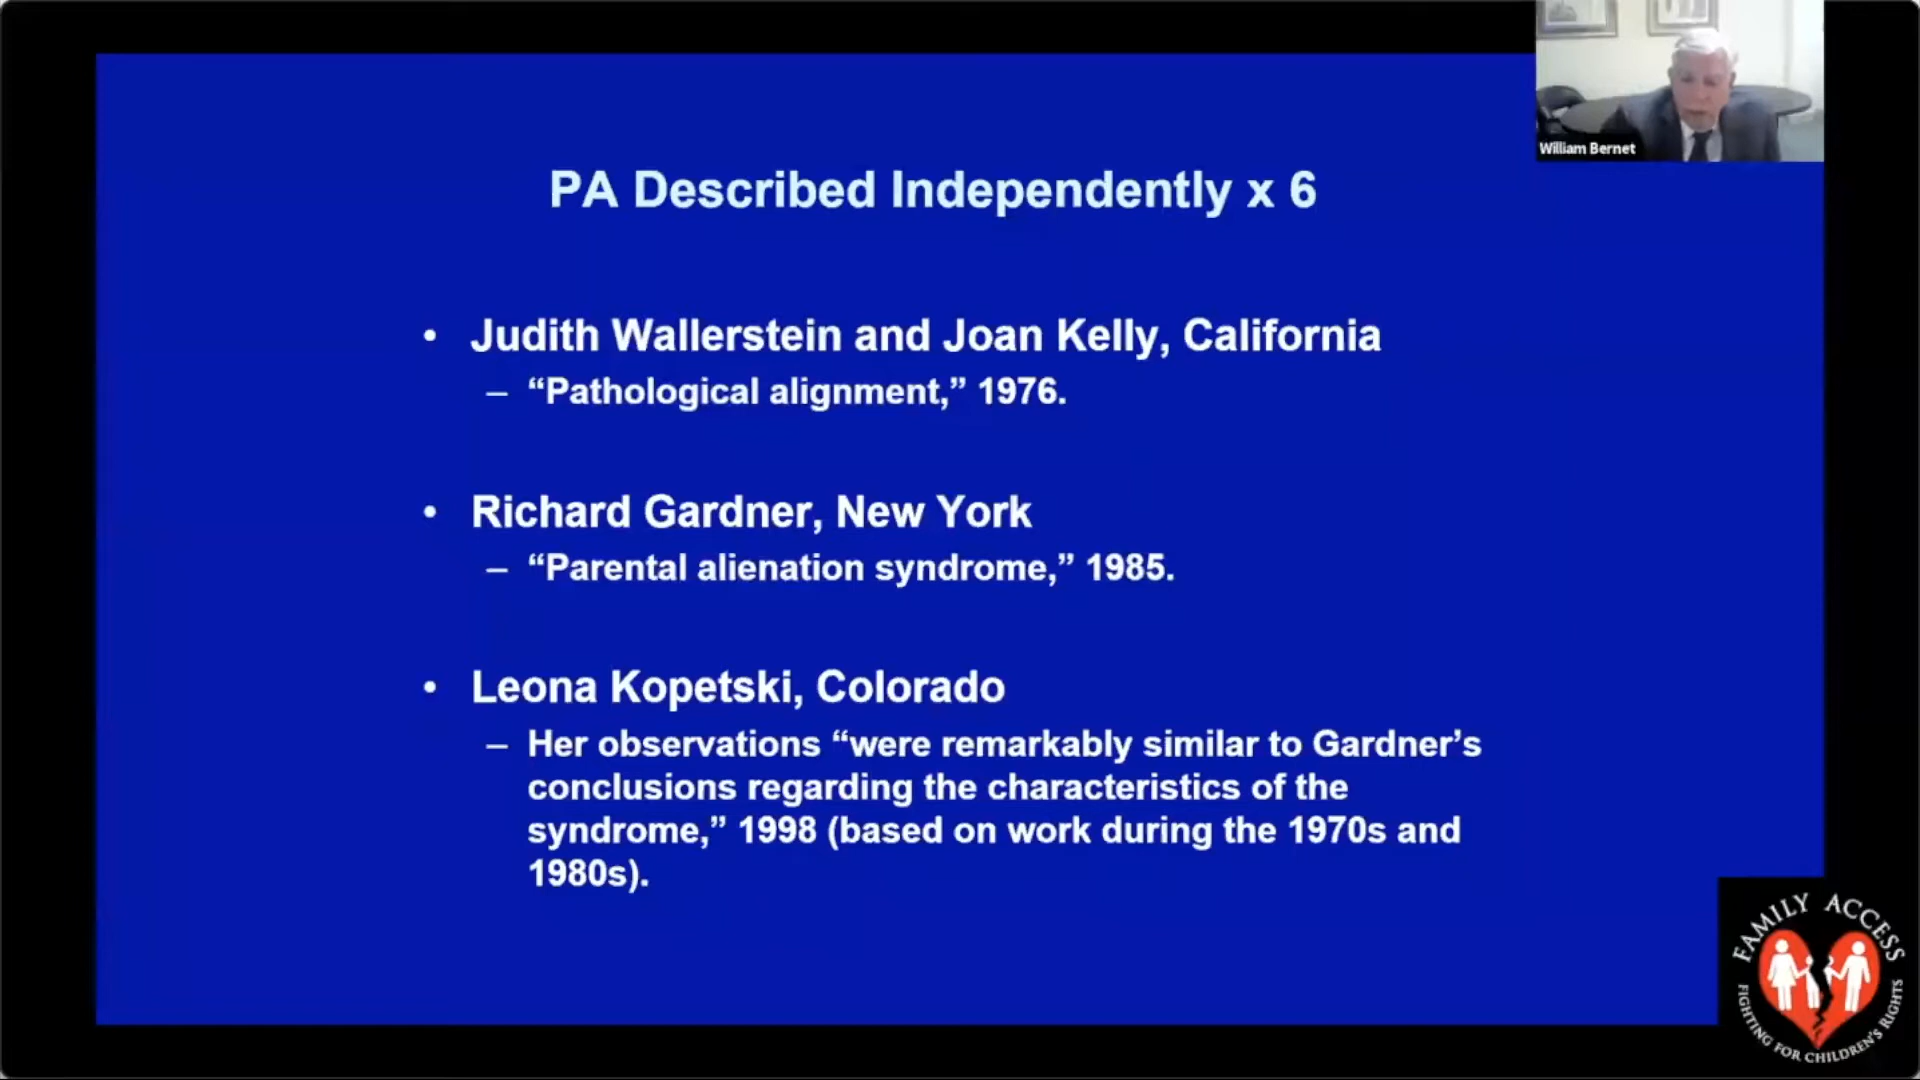 William Bernet
PA Described Independently x 6
• Judith Wallerstein and Joan Kelly, California
– “Pathological alignment,” 1976.
• Richard Gardner, New York
– “Parental alienation syndrome,” 1985.
• Leona Kopetski, Colorado
– Her observations “were remarkably similar to Gardner’s
conclusions regarding the characteristics of the
syndrome,” 1998 (based on work during the 1970s and
1980s).
FAMILY ACCESS
FIGHTING FOR CHILDREN'S RIGHTS